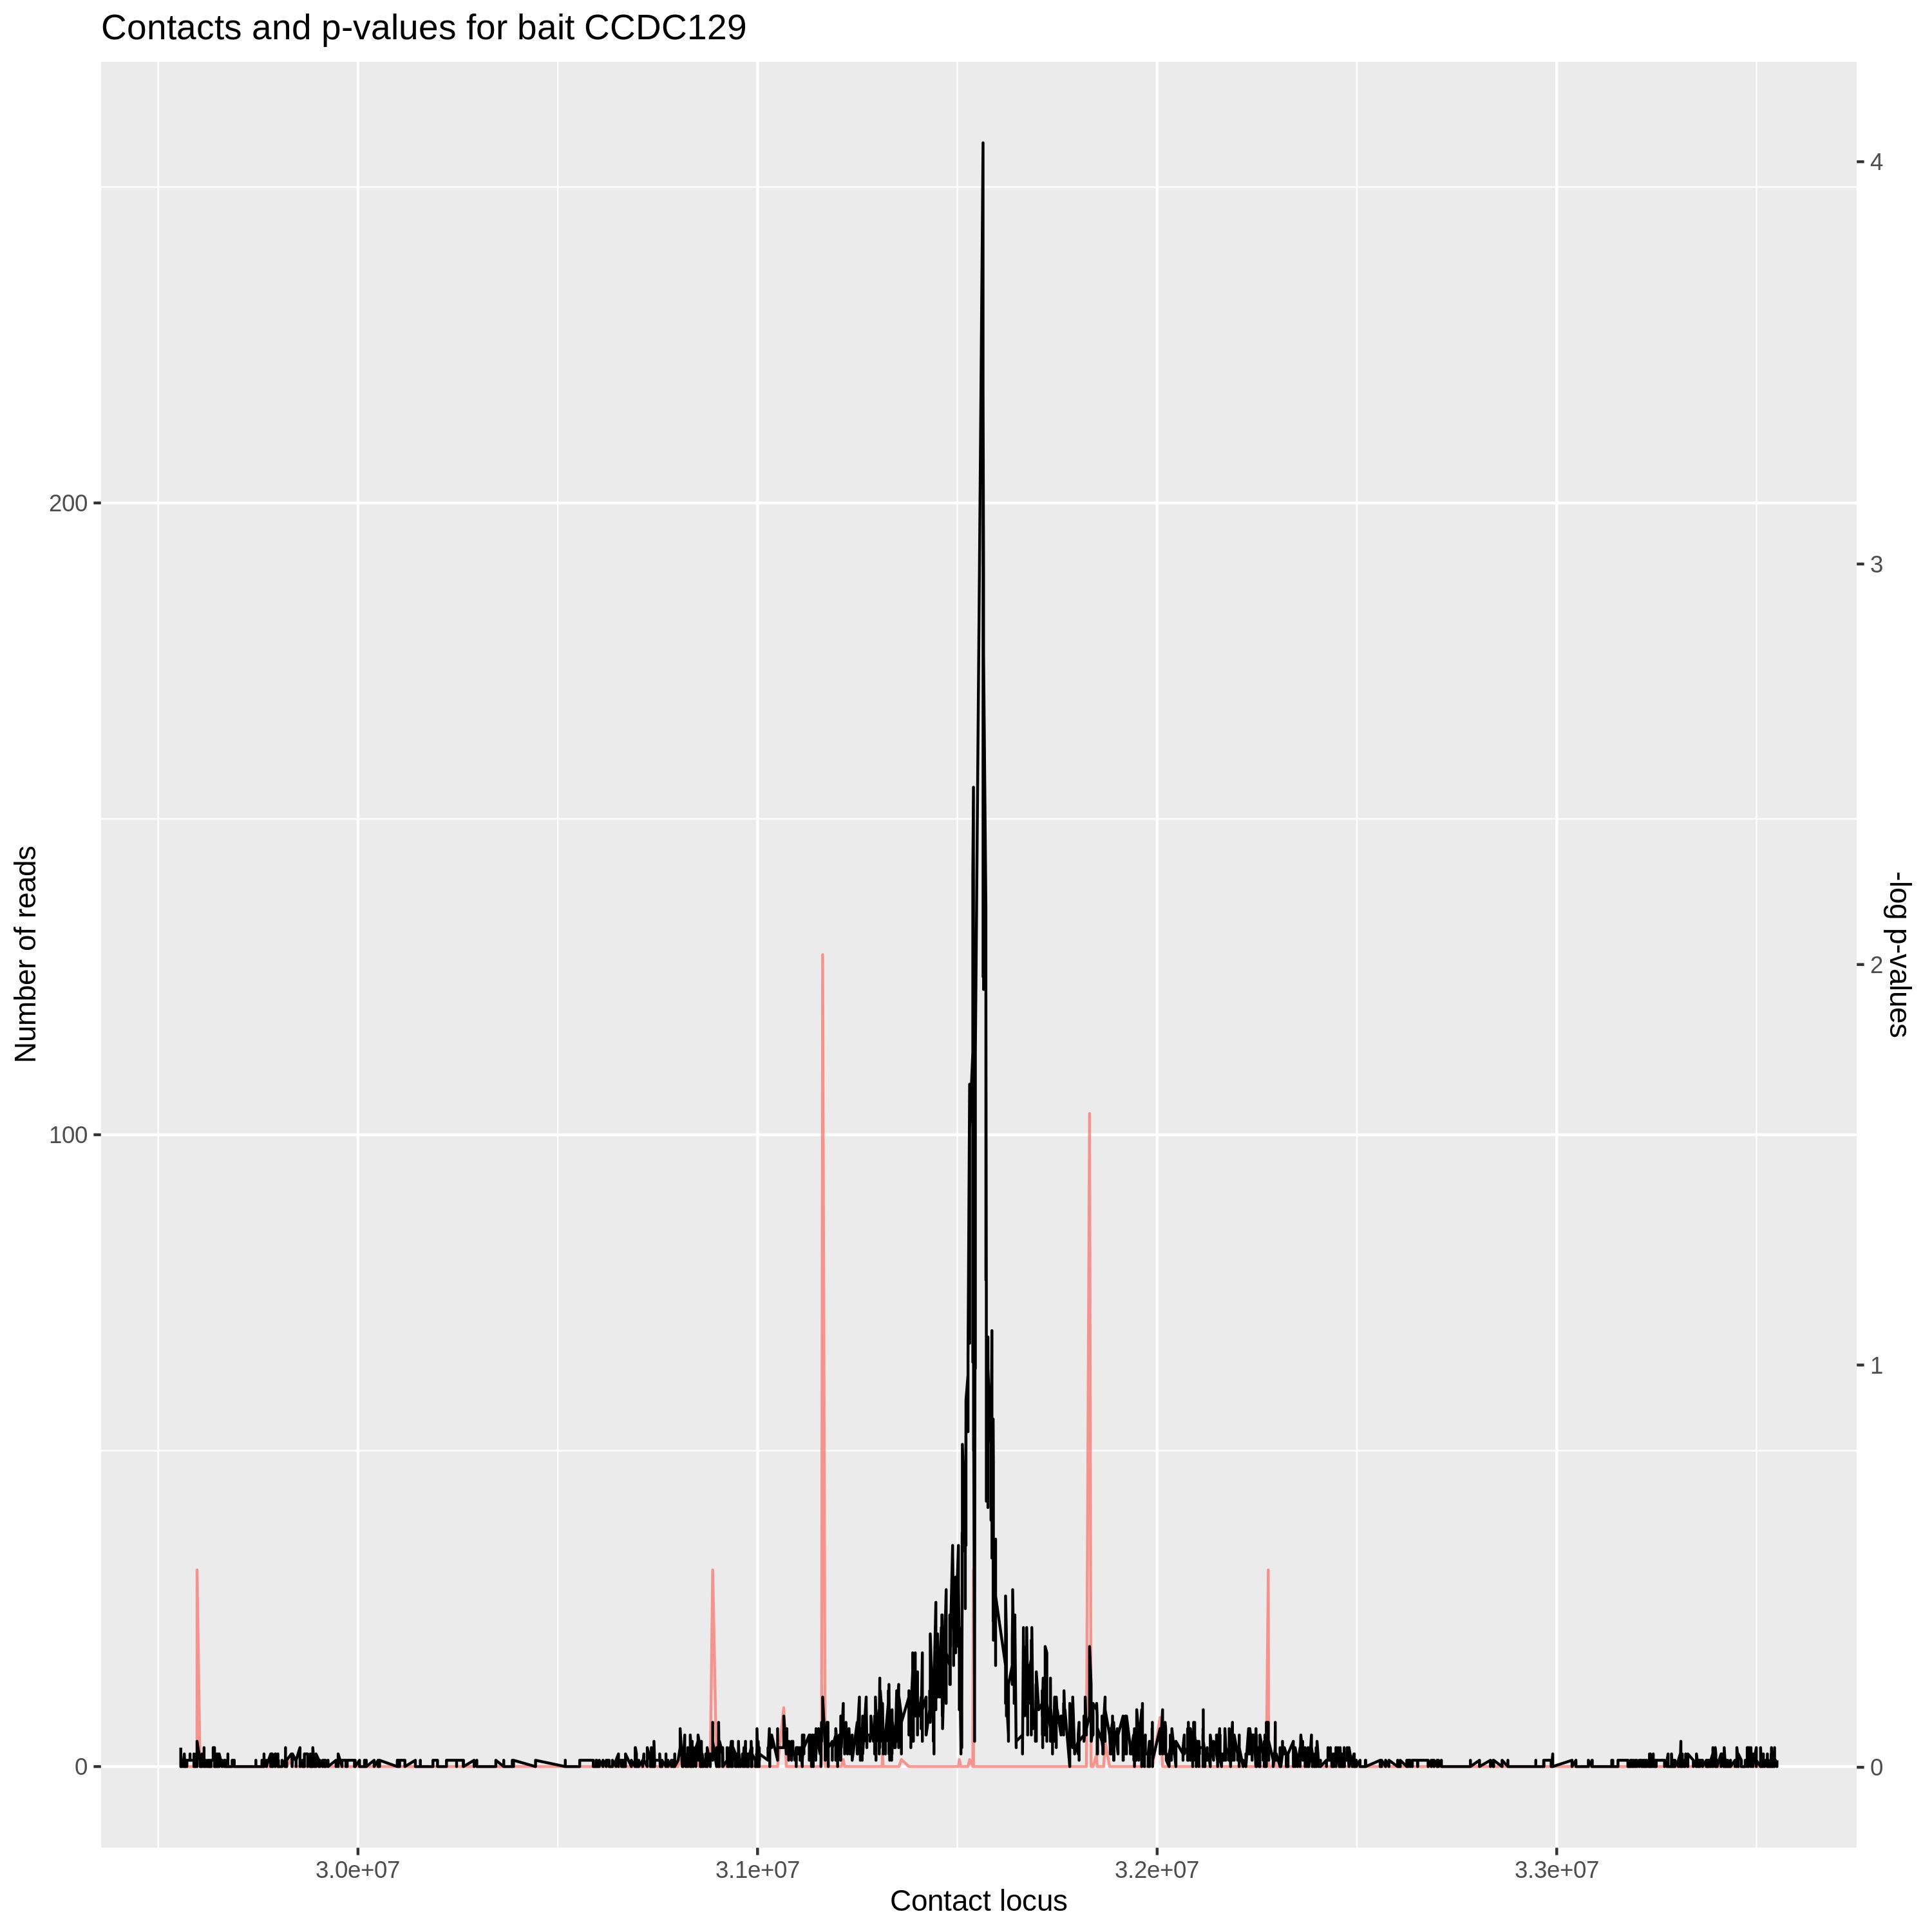 Contacts and p-values for bait CCDC129
Number of reads
200
100
0
4
3
2
1
0
-log p-values
3.0e+07 3.1e+07 3.2e+07 3.3e+07
Contact locus